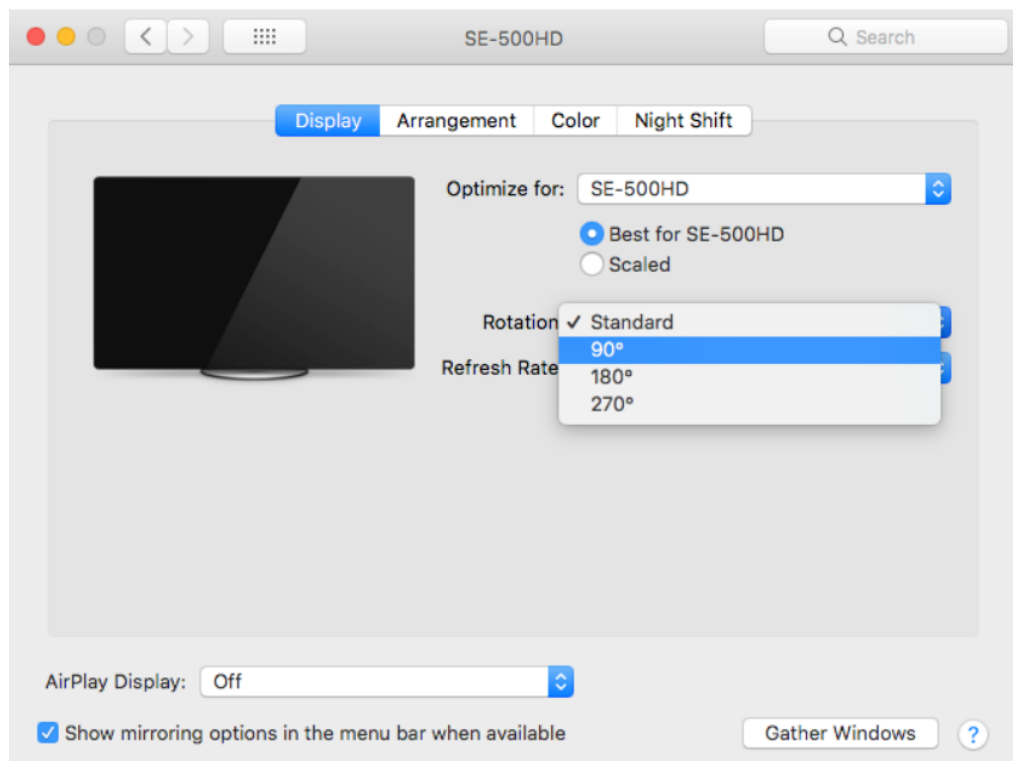 SE-500HD
Search
Display Arrangement Color Night Shift
Optimize for: SE-500HD
Best for SE-500HD
Scaled
Rotation ✓ Standard
90°
Refresh Rate
180°
270°
AirPlay Display: Off
Show mirroring options in the menu bar when available
Gather Windows ?